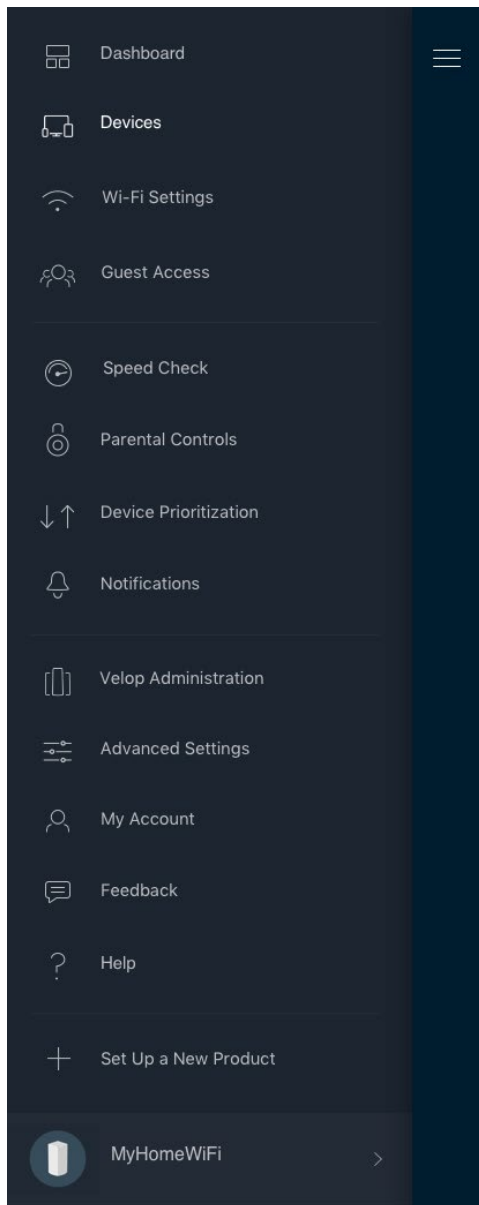 Dashboard
Devices
Wi-Fi Settings
Guest Access
Speed Check
Parental Controls
Device Prioritization
Notifications
Velop Administration
Advanced Settings
My Account
Feedback
Help
Set Up a New Product
MyHomeWiFi